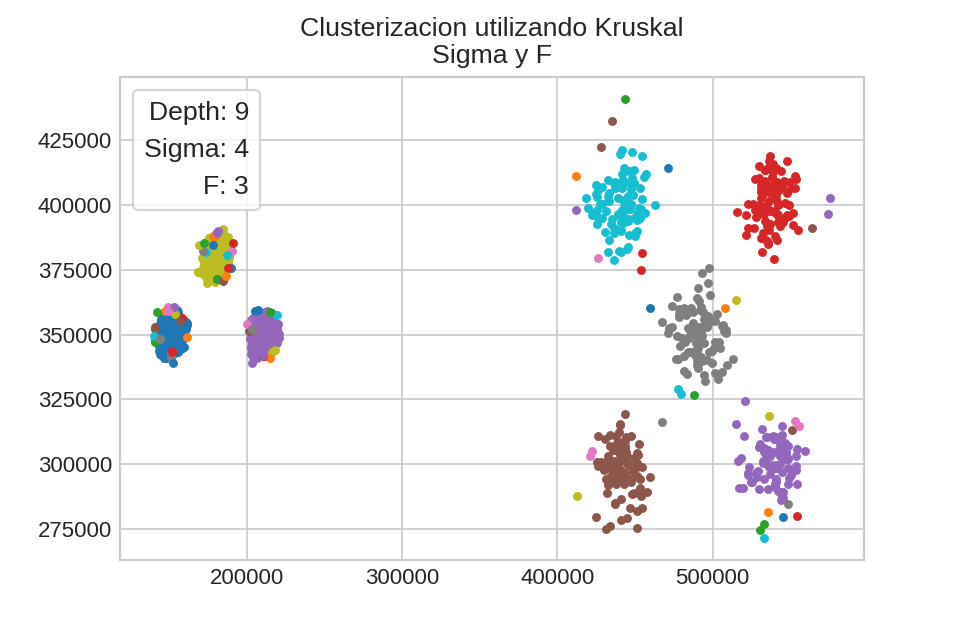 Clusterizacion utilizando Kruskal
Sigma y F
Depth: 9
Sigma: 4
F: 3
425000
400000
375000
350000
325000
300000
275000
200000 300000 400000 500000